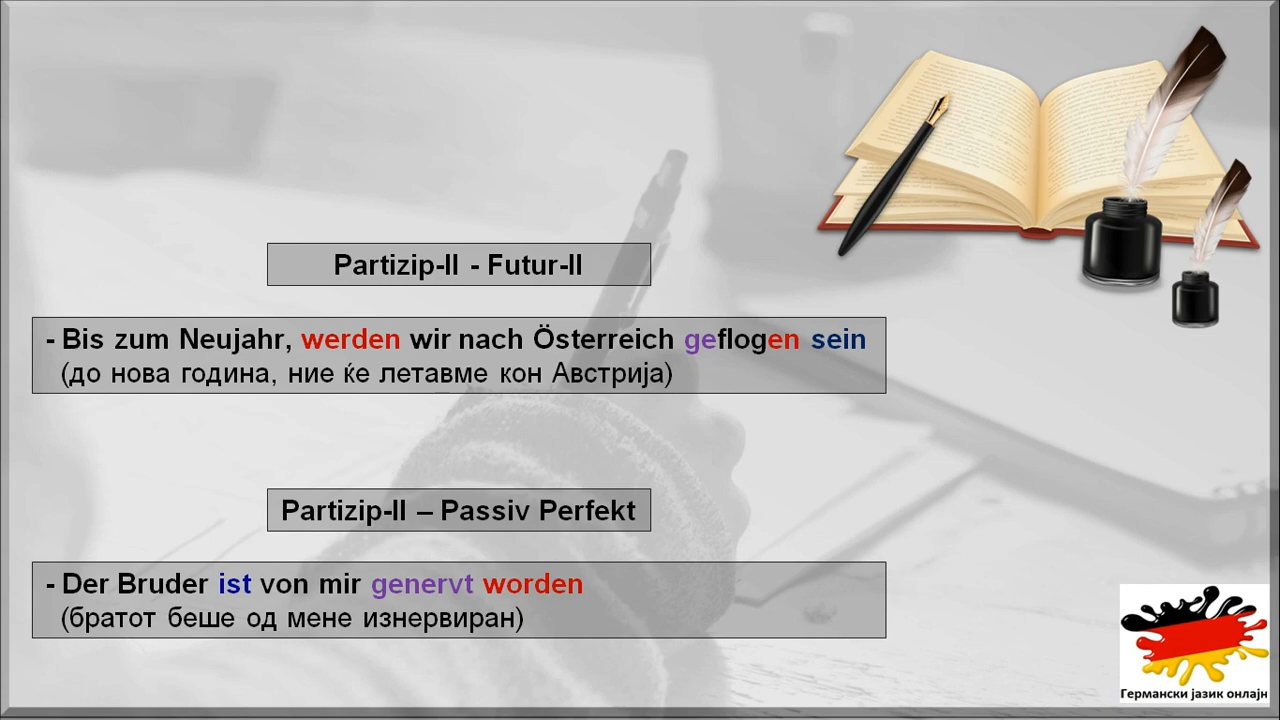 Partizip-II - Futur-II
- Bis zum Neujahr, werden wir nach Österreich geflogen sein
(до нова година, ние ќе летавме кон Австрија)
Partizip-II – Passiv Perfekt
- Der Bruder ist von mir genervt worden
(братот беше од мене изнервиран)
Германски јазик онлајн